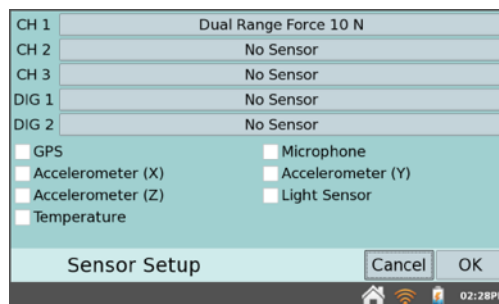 CH 1 Dual Range Force 10 N
CH 2 No Sensor
CH 3 No Sensor
DIG 1 No Sensor
DIG 2 No Sensor
GPS Microphone
Accelerometer (X) Accelerometer (Y)
Accelerometer (Z) Light Sensor
Temperature
Sensor Setup Cancel OK
02:28P